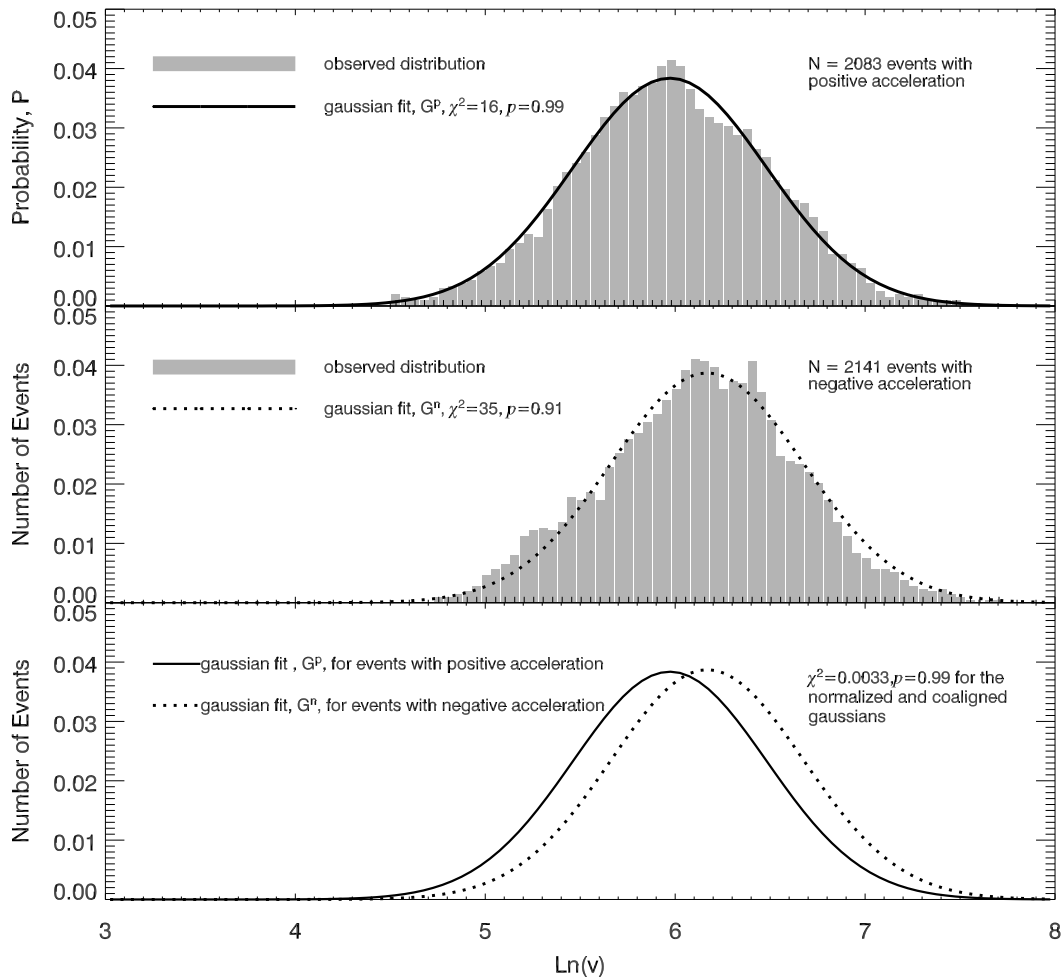 0.05
0.04
0.03
0.02
0.01
0.00
Probability, P
observed distribution
gaussian fit, Gᵖ, χ²=16, p=0.99
N = 2083 events with
positive acceleration
0.05
0.04
0.03
0.02
0.01
0.00
Number of Events
observed distribution
gaussian fit, Gⁿ, χ²=35, p=0.91
N = 2141 events with
negative acceleration
0.05
0.04
0.03
0.02
0.01
0.00
Number of Events
gaussian fit , Gᵖ, for events with positive acceleration
gaussian fit, Gⁿ, for events with negative acceleration
χ²=0.0033,p=0.99 for the
normalized and coaligned
gaussians
3 4 5 6 7 8
Ln(v)